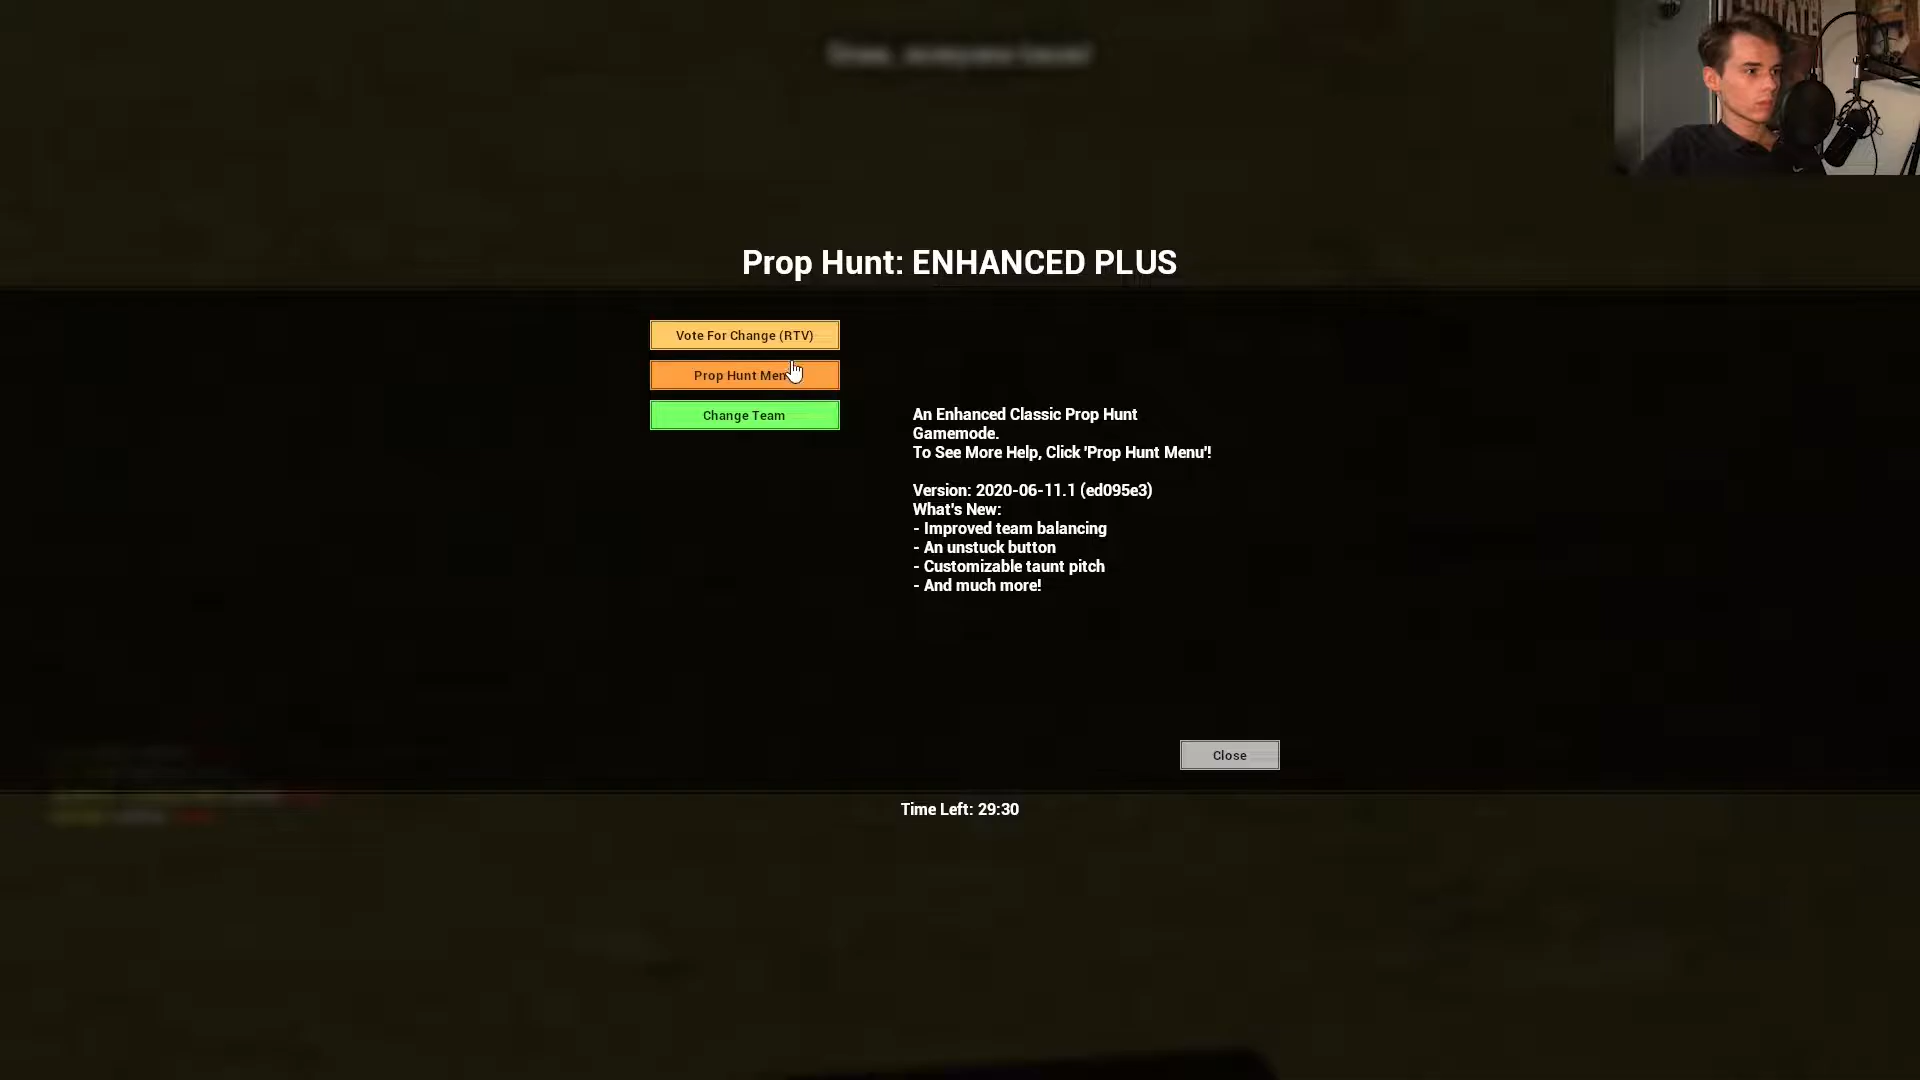 LEVITATE
Prop Hunt: ENHANCED PLUS
Vote For Change (RTV)
Prop Hunt Men
Change Team
An Enhanced Classic Prop Hunt
Gamemode.
To See More Help, Click 'Prop Hunt Menu'!
Version: 2020-06-11.1 (ed095e3)
What's New:
- Improved team balancing
- An unstuck button
- Customizable taunt pitch
- And much more!
Close
Time Left: 29:30